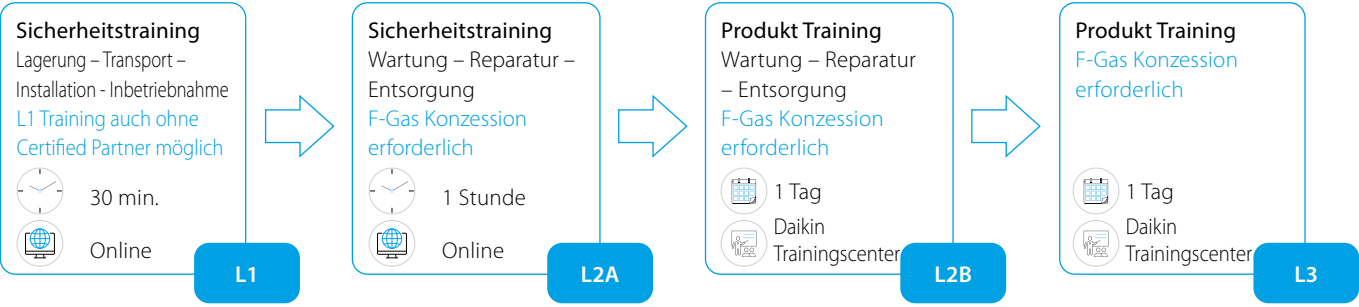 Sicherheitstraining
Lagerung – Transport –
Installation - Inbetriebnahme
L1 Training auch ohne
Certified Partner möglich
30 min.
Online
L1
Sicherheitstraining
Wartung – Reparatur –
Entsorgung
F-Gas Konzession
erforderlich
1 Stunde
Online
L2A
Produkt Training
Wartung – Reparatur
– Entsorgung
F-Gas Konzession
erforderlich
1 Tag
Daikin
Trainingscenter
L2B
Produkt Training
F-Gas Konzession
erforderlich
1 Tag
Daikin
Trainingscenter
L3